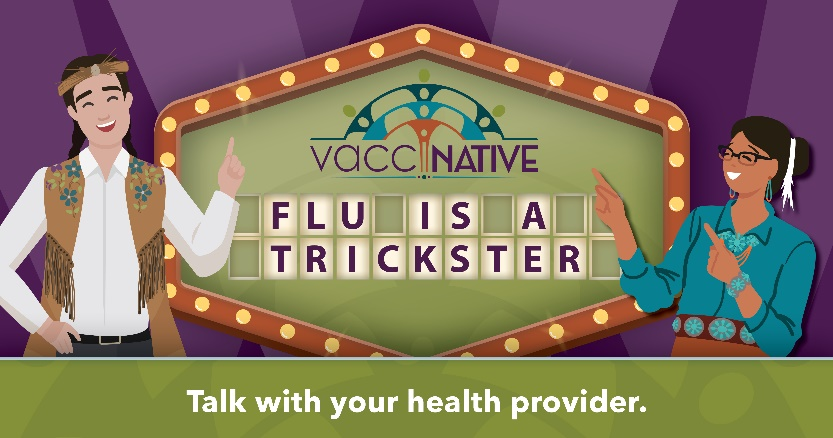 VACCINATIVE
FLU IS A
TRICKSTER
Talk with your health provider.